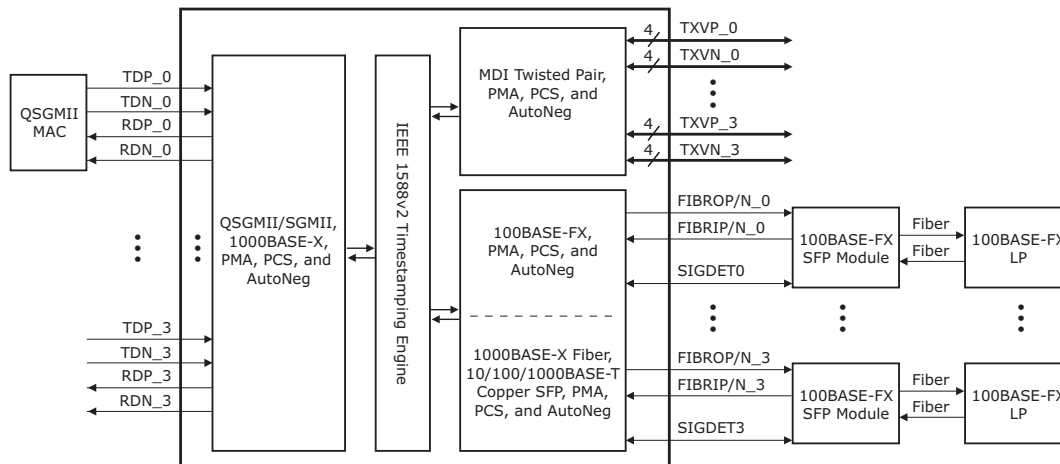 QSGMII
MAC
TDP_0
TDN_0
RDP_0
RDN_0
TDP_3
TDN_3
RDP_3
RDN_3
QSGMII/SGMII,
1000BASE-X,
PMA, PCS, and
AutoNeg
IEEE 1588v2 Timestamping Engine
MDI Twisted Pair,
PMA, PCS, and
AutoNeg
4
TXVP_0
4
TXVN_0
4
TXVP_3
4
TXVN_3
100BASE-FX,
PMA, PCS, and
AutoNeg
1000BASE-X Fiber,
10/100/1000BASE-T
Copper SFP, PMA,
PCS, and AutoNeg
FIBROP/N_0
FIBRIP/N_0
SIGDET0
100BASE-FX
SFP Module
Fiber
Fiber
100BASE-FX
LP
FIBROP/N_3
FIBRIP/N_3
SIGDET3
100BASE-FX
SFP Module
Fiber
Fiber
100BASE-FX
LP